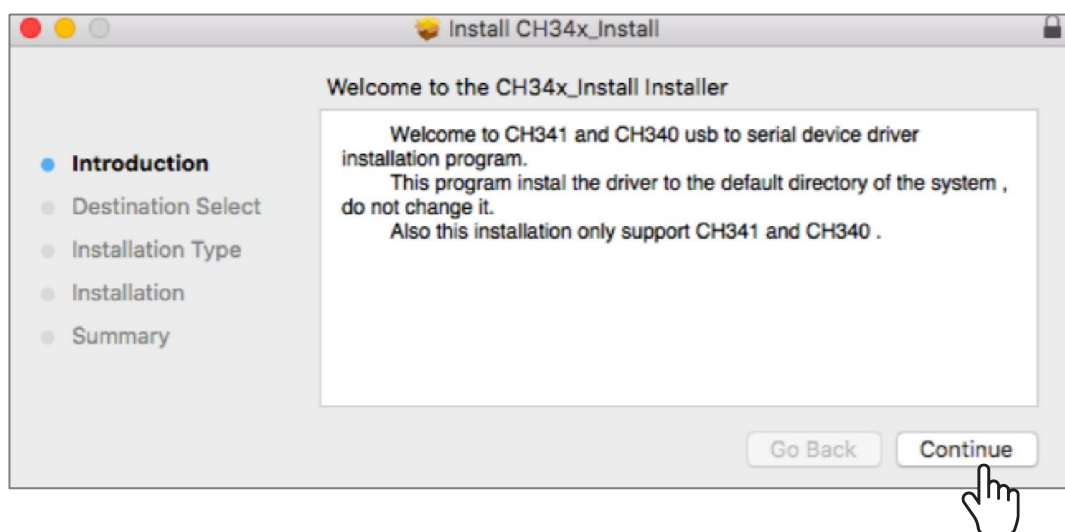 Install CH34x_Install
Welcome to the CH34x_Install Installer
Introduction
Destination Select
Installation Type
Installation
Summary
Welcome to CH341 and CH340 usb to serial device driver
installation program.
This program instal the driver to the default directory of the system ,
do not change it.
Also this installation only support CH341 and CH340 .
Go Back
Continue